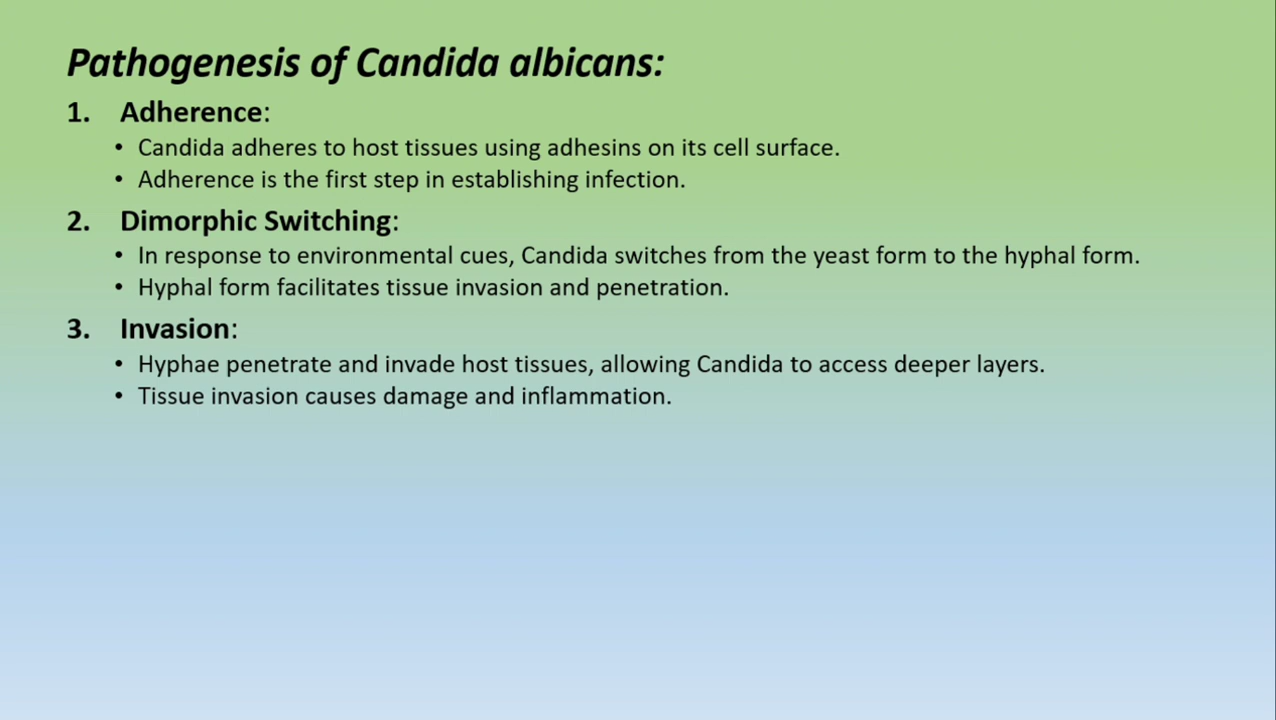 Pathogenesis of Candida albicans:
1. Adherence:
• Candida adheres to host tissues using adhesins on its cell surface.
• Adherence is the first step in establishing infection.
2. Dimorphic Switching:
• In response to environmental cues, Candida switches from the yeast form to the hyphal form.
• Hyphal form facilitates tissue invasion and penetration.
3. Invasion:
• Hyphae penetrate and invade host tissues, allowing Candida to access deeper layers.
• Tissue invasion causes damage and inflammation.